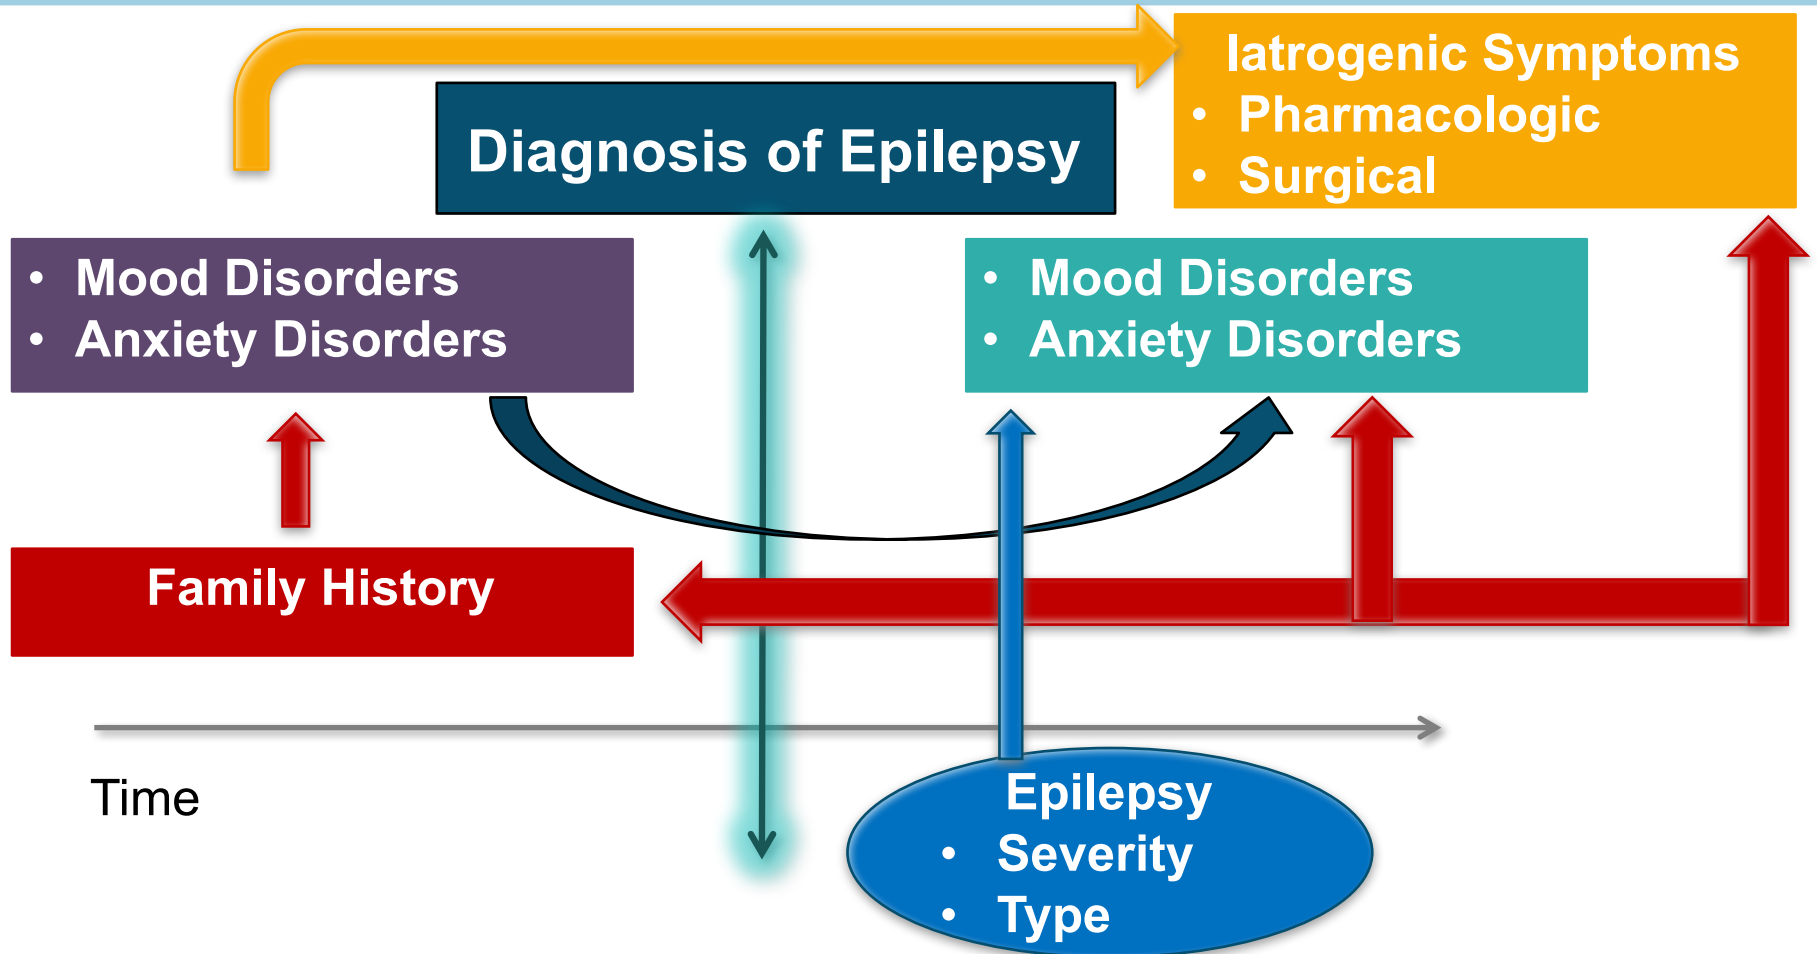 Iatrogenic Symptoms
• Pharmacologic
• Surgical
Diagnosis of Epilepsy
• Mood Disorders
• Anxiety Disorders
• Mood Disorders
• Anxiety Disorders
Family History
Time
Epilepsy
• Severity
• Type